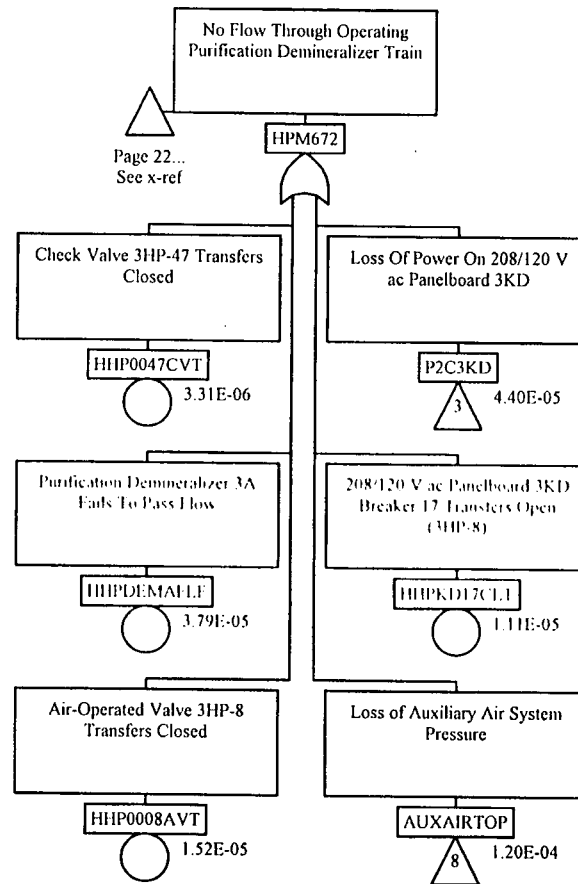 No Flow Through Operating
Purification Demineralizer Train
HPM672
Page 22...
See x-ref
Check Valve 3HP-47 Transfers
Closed
HHP0047CVT
3.31E-06
Loss Of Power On 208/120 V
ac Panelboard 3KD
P2C3KD
3
4.40E-05
Purification Demineralizer 3A
Fails To Pass Flow
HHPDEMAFLF
3.79E-05
208/120 V ac Panelboard 3KD
Breaker 17 Transfers Open
(3HP-8)
1.11E-05
Air-Operated Valve 3HP-8
Transfers Closed
HHP0008AVT
1.52E-05
Loss of Auxiliary Air System
Pressure
AUXAIRTOP
8
1.20E-04